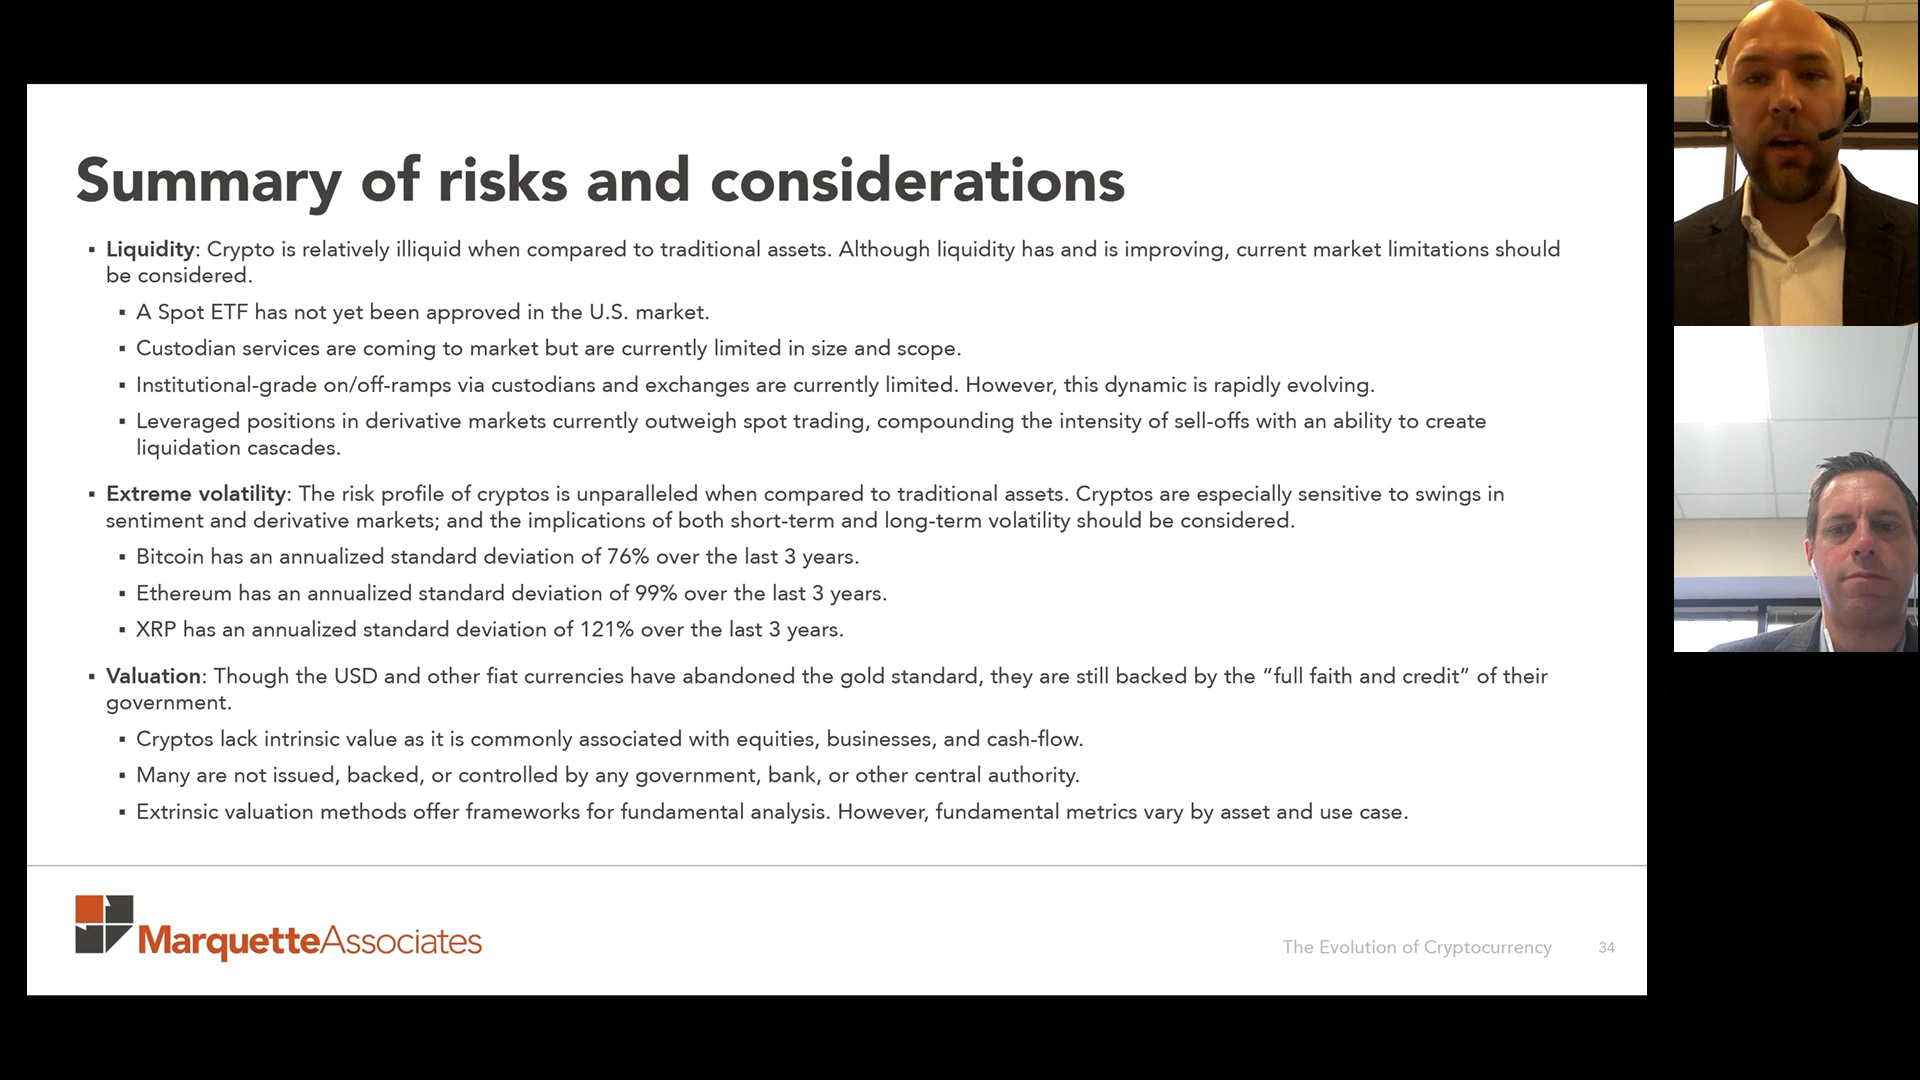 Summary of risks and considerations
▪ Liquidity: Crypto is relatively illiquid when compared to traditional assets. Although liquidity has and is improving, current market limitations should
be considered.
▪ A Spot ETF has not yet been approved in the U.S. market.
▪ Custodian services are coming to market but are currently limited in size and scope.
▪ Institutional-grade on/off-ramps via custodians and exchanges are currently limited. However, this dynamic is rapidly evolving.
▪ Leveraged positions in derivative markets currently outweigh spot trading, compounding the intensity of sell-offs with an ability to create
liquidation cascades.
▪ Extreme volatility: The risk profile of cryptos is unparalleled when compared to traditional assets. Cryptos are especially sensitive to swings in
sentiment and derivative markets; and the implications of both short-term and long-term volatility should be considered.
▪ Bitcoin has an annualized standard deviation of 76% over the last 3 years.
▪ Ethereum has an annualized standard deviation of 99% over the last 3 years.
▪ XRP has an annualized standard deviation of 121% over the last 3 years.
▪ Valuation: Though the USD and other fiat currencies have abandoned the gold standard, they are still backed by the “full faith and credit” of their
government.
▪ Cryptos lack intrinsic value as it is commonly associated with equities, businesses, and cash-flow.
▪ Many are not issued, backed, or controlled by any government, bank, or other central authority.
▪ Extrinsic valuation methods offer frameworks for fundamental analysis. However, fundamental metrics vary by asset and use case.
MarquetteAssociates
The Evolution of Cryptocurrency 34